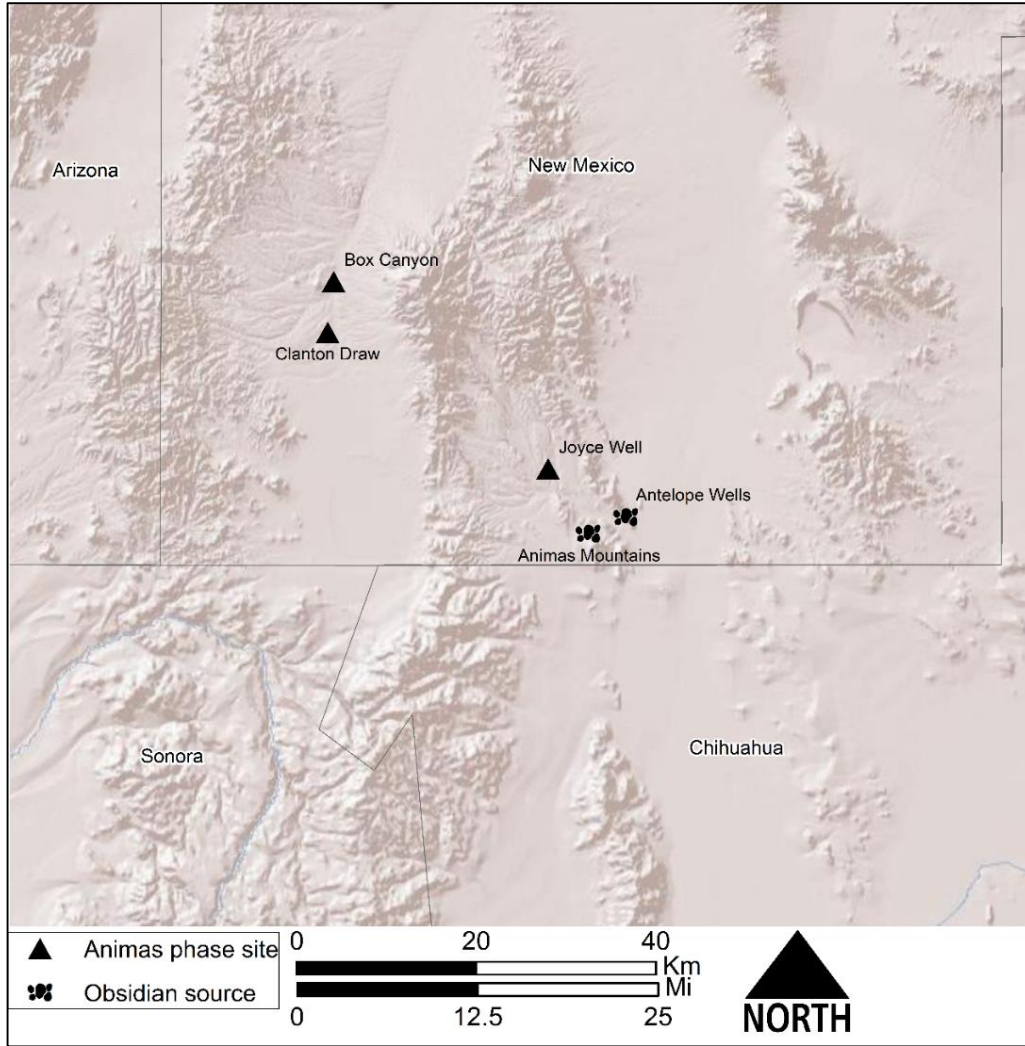 Arizona
New Mexico
Box Canyon
Clanton Draw
Joyce Well
Antelope Wells
Animas Mountains
Sonora
Chihuahua
Animas phase site
Obsidian source
0 20 40
Km
Mi
0 12.5 25
NORTH